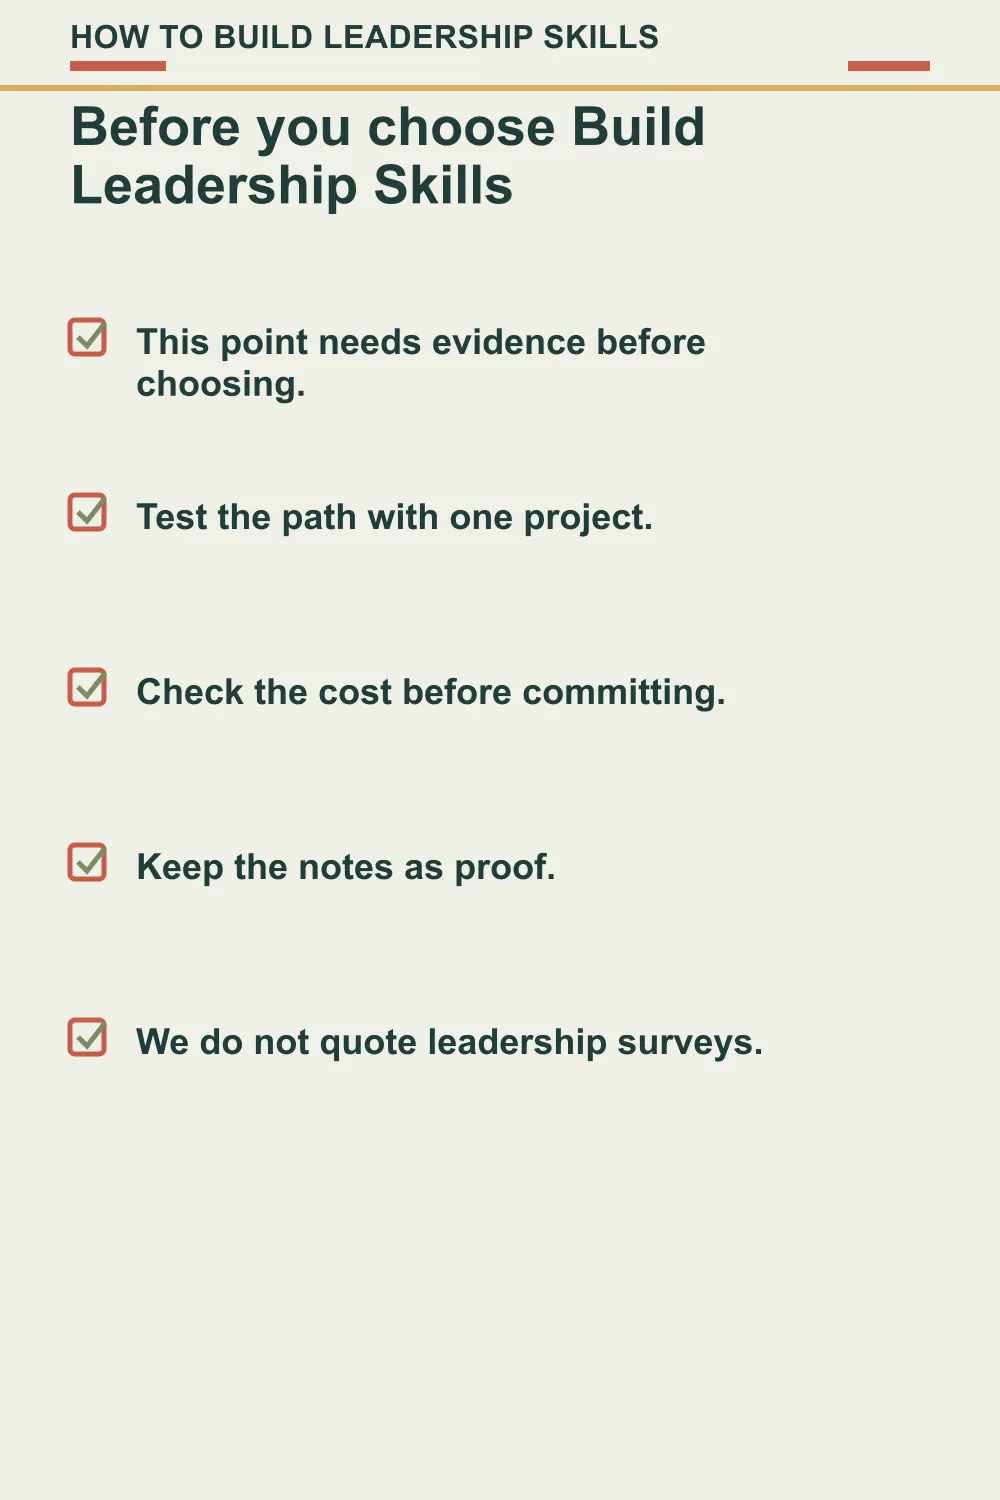 HOW TO BUILD LEADERSHIP SKILLS
Before you choose Build
Leadership Skills
This point needs evidence before
choosing.
Test the path with one project.
Check the cost before committing.
Keep the notes as proof.
We do not quote leadership surveys.